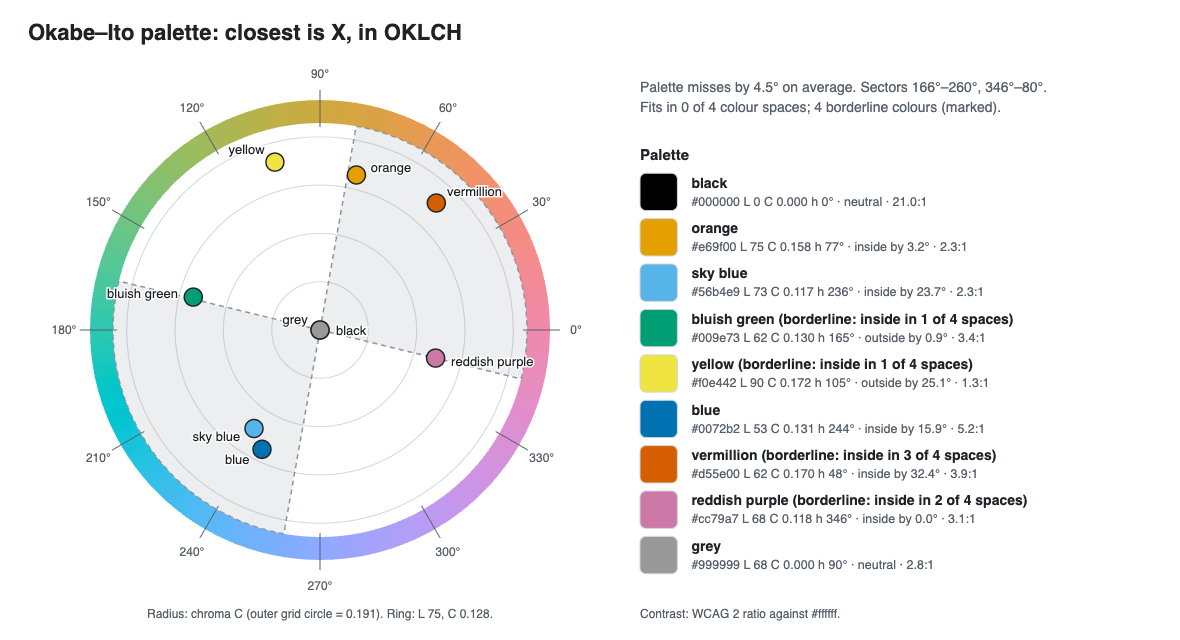 Okabe–Ito palette: closest is X, in OKLCH
90°
120°
60°
150°
30°
180°
0°
210°
330°
240°
300°
270°
yellow
orange
vermillion
bluish green
grey
black
reddish purple
sky blue
blue
Radius: chroma C (outer grid circle = 0.191). Ring: L 75, C 0.128.
Palette misses by 4.5° on average. Sectors 166°–260°, 346°–80°.
Fits in 0 of 4 colour spaces; 4 borderline colours (marked).
Palette
black
#000000 L 0 C 0.000 h 0° · neutral · 21.0:1
orange
#e69f00 L 75 C 0.158 h 77° · inside by 3.2° · 2.3:1
sky blue
#56b4e9 L 73 C 0.117 h 236° · inside by 23.7° · 2.3:1
bluish green (borderline: inside in 1 of 4 spaces)
#009e73 L 62 C 0.130 h 165° · outside by 0.9° · 3.4:1
yellow (borderline: inside in 1 of 4 spaces)
#f0e442 L 90 C 0.172 h 105° · outside by 25.1° · 1.3:1
blue
#0072b2 L 53 C 0.131 h 244° · inside by 15.9° · 5.2:1
vermillion (borderline: inside in 3 of 4 spaces)
#d55e00 L 62 C 0.170 h 48° · inside by 32.4° · 3.9:1
reddish purple (borderline: inside in 2 of 4 spaces)
#cc79a7 L 68 C 0.118 h 346° · inside by 0.0° · 3.1:1
grey
#999999 L 68 C 0.000 h 90° · neutral · 2.8:1
Contrast: WCAG 2 ratio against #ffffff.